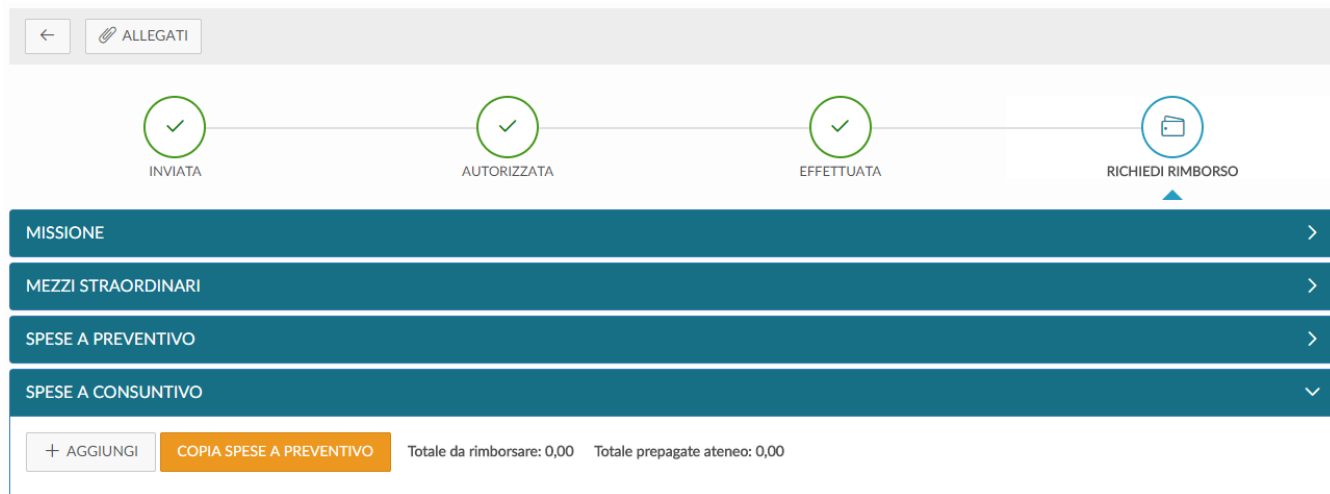 ALLEGATI
INVIATA AUTORIZZATA EFFETTUATA RICHIEDI RIMBORSO
MISSIONE
MEZZI STRAORDINARI
SPESE A PREVENTIVO
SPESE A CONSUNTIVO
+ AGGIUNGI COPIA SPESE A PREVENTIVO Totale da rimborsare: 0,00 Totale prepagate ateneo: 0,00